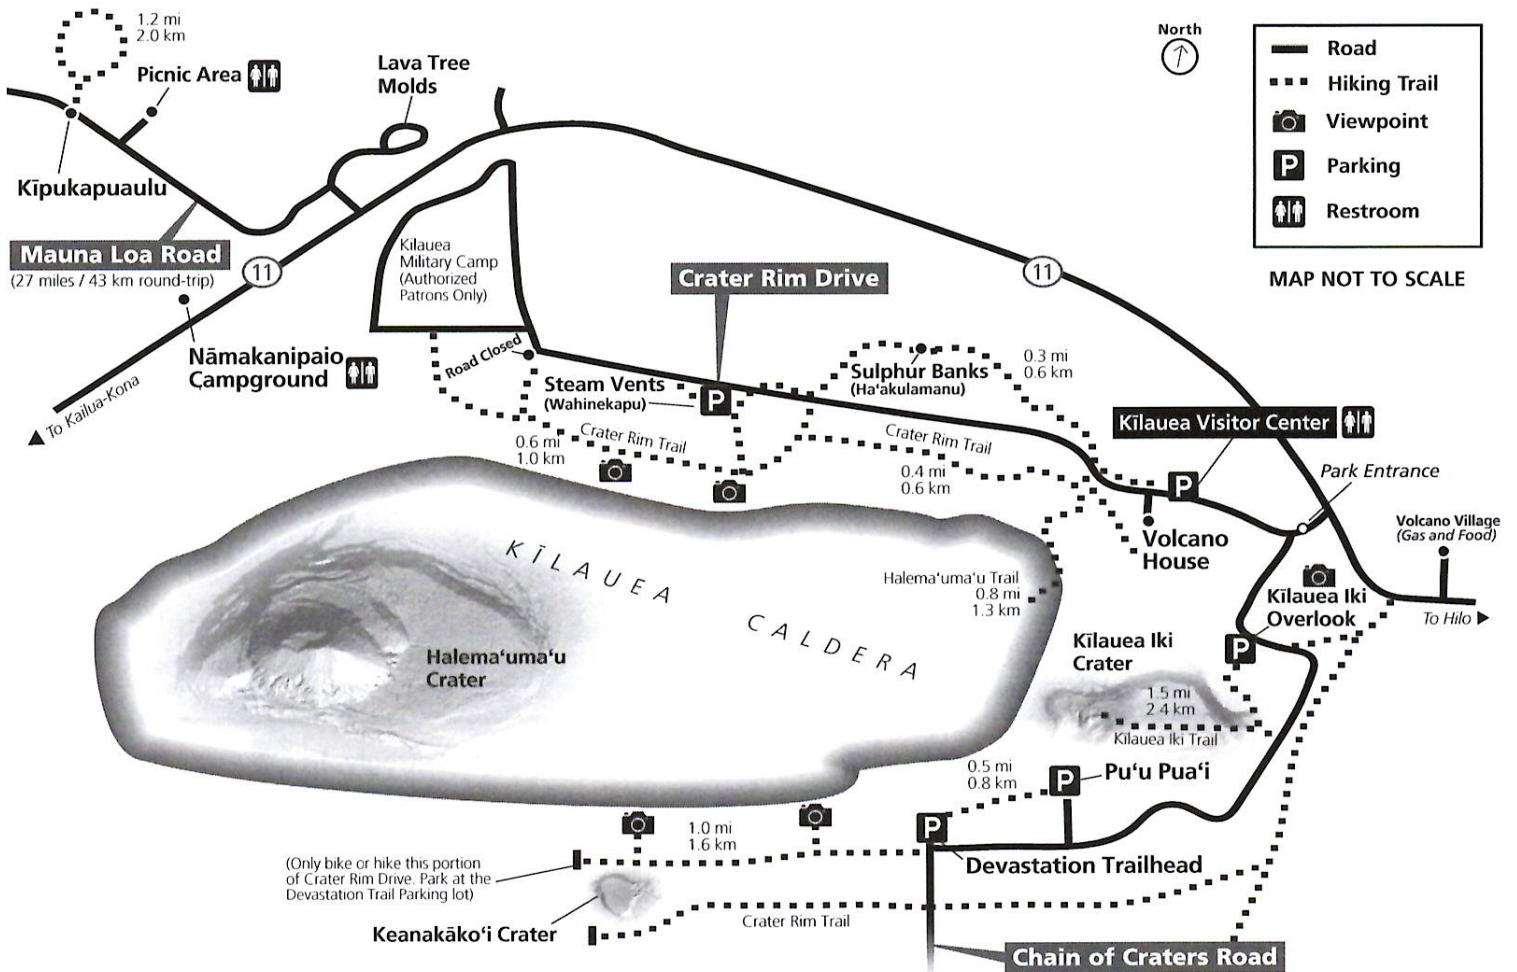 1.2 mi
2.0 km
Picnic Area
Lava Tree
Molds
North
Road
Hiking Trail
Viewpoint
P
Parking
Restroom
MAP NOT TO SCALE
Kīpukapuaulu
Mauna Loa Road
(27 miles / 43 km round-trip)
11
Kilauea
Military Camp
(Authorized
Patrons Only)
Crater Rim Drive
11
Nāmakanipaio
Campground
To Kailua-Kona
Road Closed
Steam Vents
(Wahinekapu)
P
Sulphur Banks
(Ha‘akulamanu)
0.3 mi
0.6 km
Kīlauea Visitor Center
P
Park Entrance
0.6 mi
1.0 km
Crater Rim Trail
Crater Rim Trail
0.4 mi
0.6 km
Volcano
House
Volcano Village
(Gas and Food)
To Hilo
KĪLAUEA CALDERA
Halema‘uma‘u Trail
0.8 mi
1.3 km
Kīlauea Iki
Overlook
P
Halema‘uma‘u
Crater
Kīlauea Iki
Crater
1.5 mi
2.4 km
Kīlauea Iki Trail
0.5 mi
0.8 km
P
Pu‘u Pua‘i
1.0 mi
1.6 km
P
Devastation Trailhead
(Only bike or hike this portion
of Crater Rim Drive. Park at the
Devastation Trail Parking lot)
Keanakāko‘i Crater
Crater Rim Trail
Chain of Craters Road